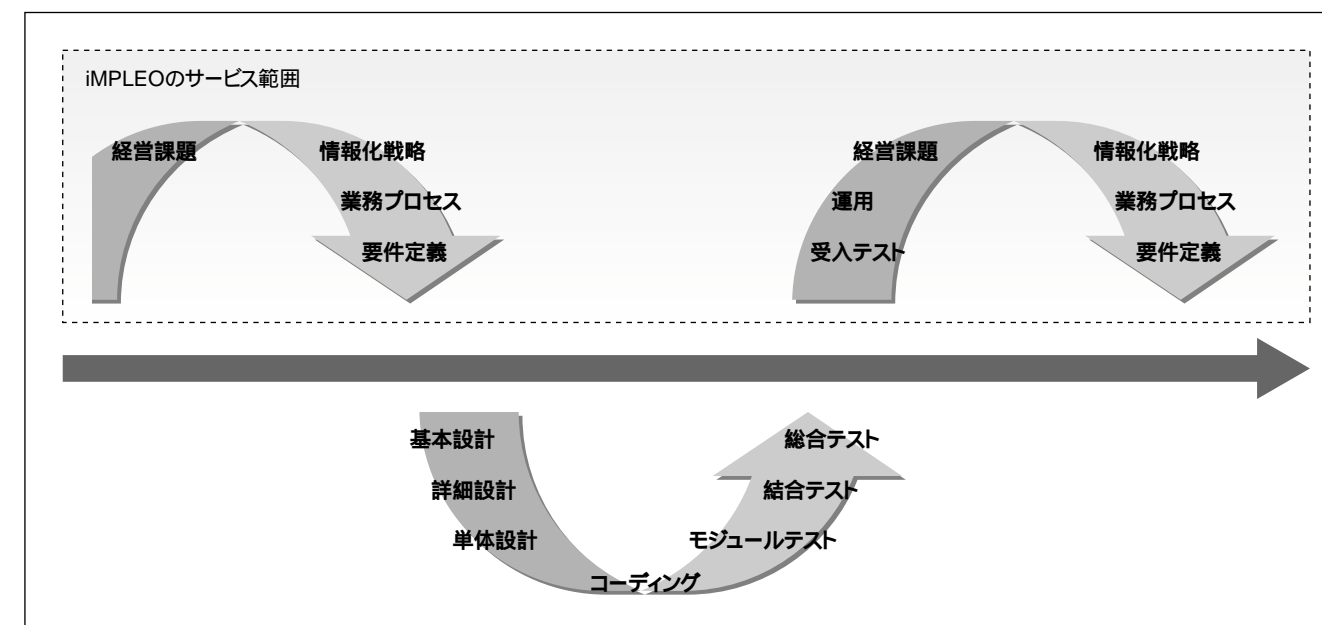 iMPLEOのサービス範囲
経営課題
情報化戦略
業務プロセス
要件定義
経営課題
運用
受入テスト
情報化戦略
業務プロセス
要件定義
基本設計
詳細設計
単体設計
コーディング
モジュールテスト
結合テスト
総合テスト